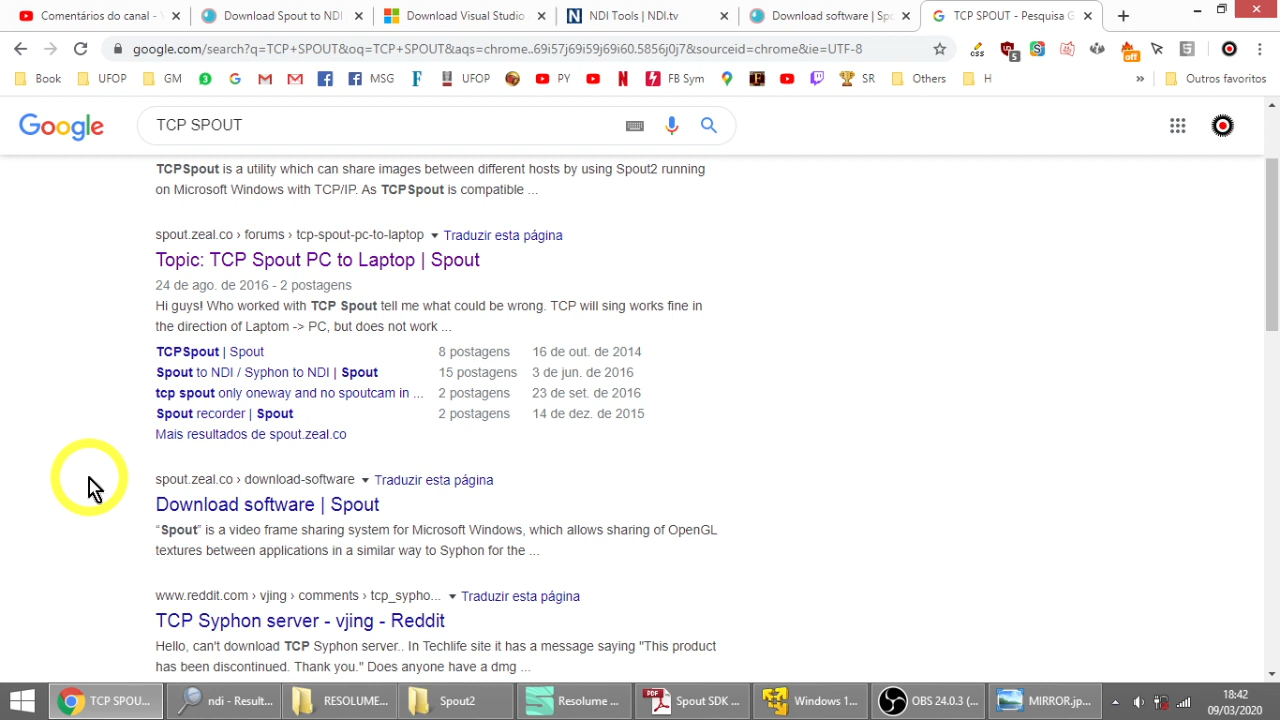 Comentários do canal - Y
Download Spout to NDI
Download Visual Studio
NDI Tools | NDI.tv
Download software | Spo
TCP SPOUT - Pesquisa G
google.com/search?q=TCP+SPOUT&oq=TCP+SPOUT&aqs=chrome..69i57j69i59j69i60.5856j0j7&sourceid=chrome&ie=UTF-8
Book
UFOP
GM
MSG
UFOP
PY
FB Sym
SR
Others
H
»
Outros favoritos
Google
TCP SPOUT
TCPSpout is a utility which can share images between different hosts by using Spout2 running
on Microsoft Windows with TCP/IP. As TCPSpout is compatible ...
spout.zeal.co › forums › tcp-spout-pc-to-laptop Traduzir esta página
Topic: TCP Spout PC to Laptop | Spout
24 de ago. de 2016 - 2 postagens
Hi guys! Who worked with TCP Spout tell me what could be wrong. TCP will sing works fine in
the direction of Laptom -> PC, but does not work ...
TCPSpout | Spout 8 postagens 16 de out. de 2014
Spout to NDI / Syphon to NDI | Spout 15 postagens 3 de jun. de 2016
tcp spout only oneway and no spoutcam in ... 2 postagens 23 de set. de 2016
Spout recorder | Spout 2 postagens 14 de dez. de 2015
Mais resultados de spout.zeal.co
spout.zeal.co › download-software Traduzir esta página
Download software | Spout
“Spout” is a video frame sharing system for Microsoft Windows, which allows sharing of OpenGL
textures between applications in a similar way to Syphon for the ...
www.reddit.com › vjing › comments › tcp_sypho... Traduzir esta página
TCP Syphon server - vjing - Reddit
Hello, can't download TCP Syphon server.. In Techlife site it has a message saying "This product
has been discontinued. Thank you." Does anyone have a dmg ...
TCP SPOU...
ndi - Result...
RESOLUME...
Spout2
Resolume ...
Spout SDK ...
Windows 1...
OBS 24.0.3 (...
MIRROR.jp...
18:42
09/03/2020